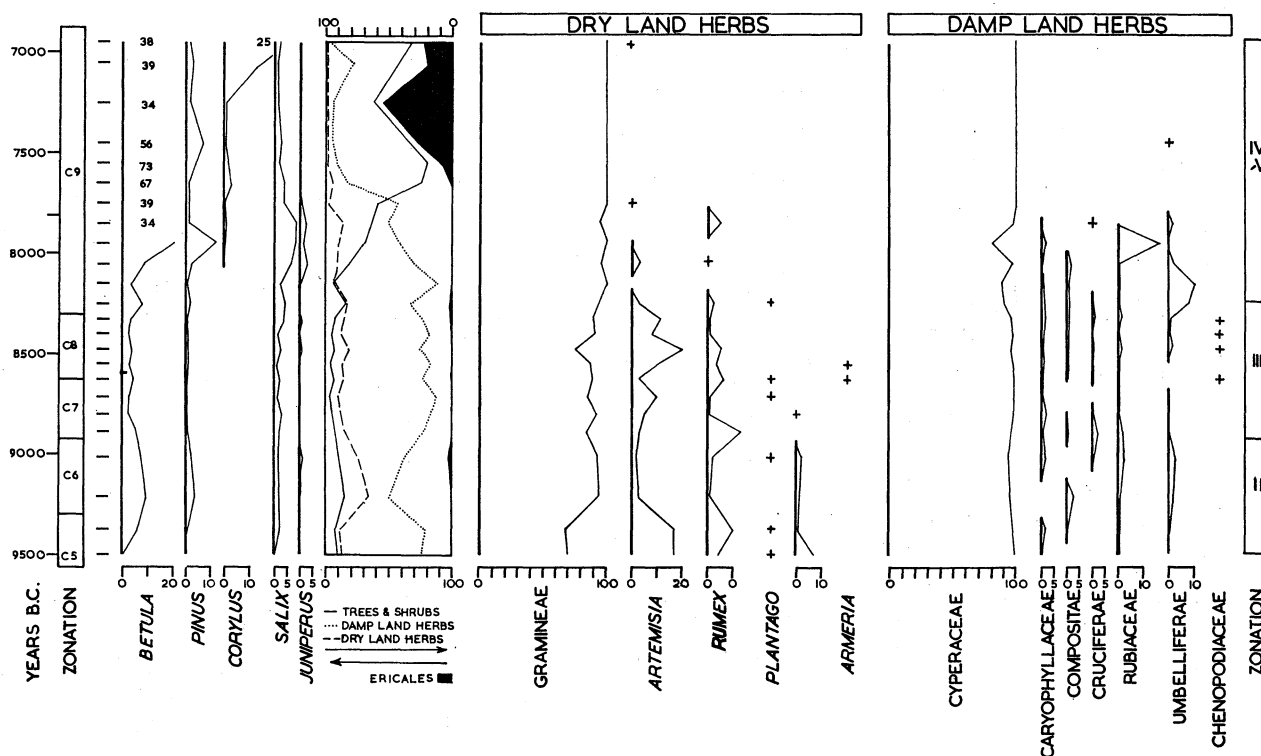 DRY LAND HERBS
DAMP LAND HERBS
100 0
7000
7500
8000
8500
9000
9500
C9
C8
C7
C6
C5
38
39
34
56
73
67
39
34
25
IV
-V
III
II
0 20
0 10
0 10
0 5
0 5
0 100
0 100
0 20
0
0 10
0 100
0 5
0 5
0 5
0 10
0 10
YEARS B.C.
ZONATION
BETULA
PINUS
CORYLUS
SALIX
JUNIPERUS
TREES & SHRUBS
DAMP LAND HERBS
DRY LAND HERBS
ERICALES
GRAMINEAE
ARTEMISIA
RUMEX
PLANTAGO
ARMERIA
CYPERACEAE
CARYOPHYLLACEAE
COMPOSITAE
CRUCIFERAE
RUBIACEAE
UMBELLIFERAE
CHENOPODIACEAE
ZONATION